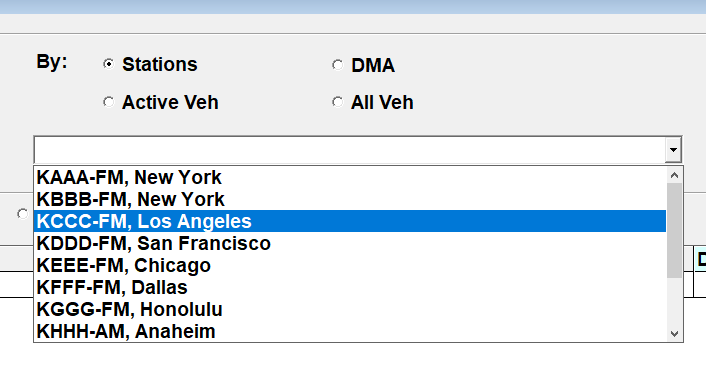 By: Stations DMA
Active Veh All Veh
KAAA-FM, New York
KBBB-FM, New York
KCCC-FM, Los Angeles
KDDD-FM, San Francisco
KEEE-FM, Chicago
KFFF-FM, Dallas
KGGG-FM, Honolulu
KHHH-AM, Anaheim